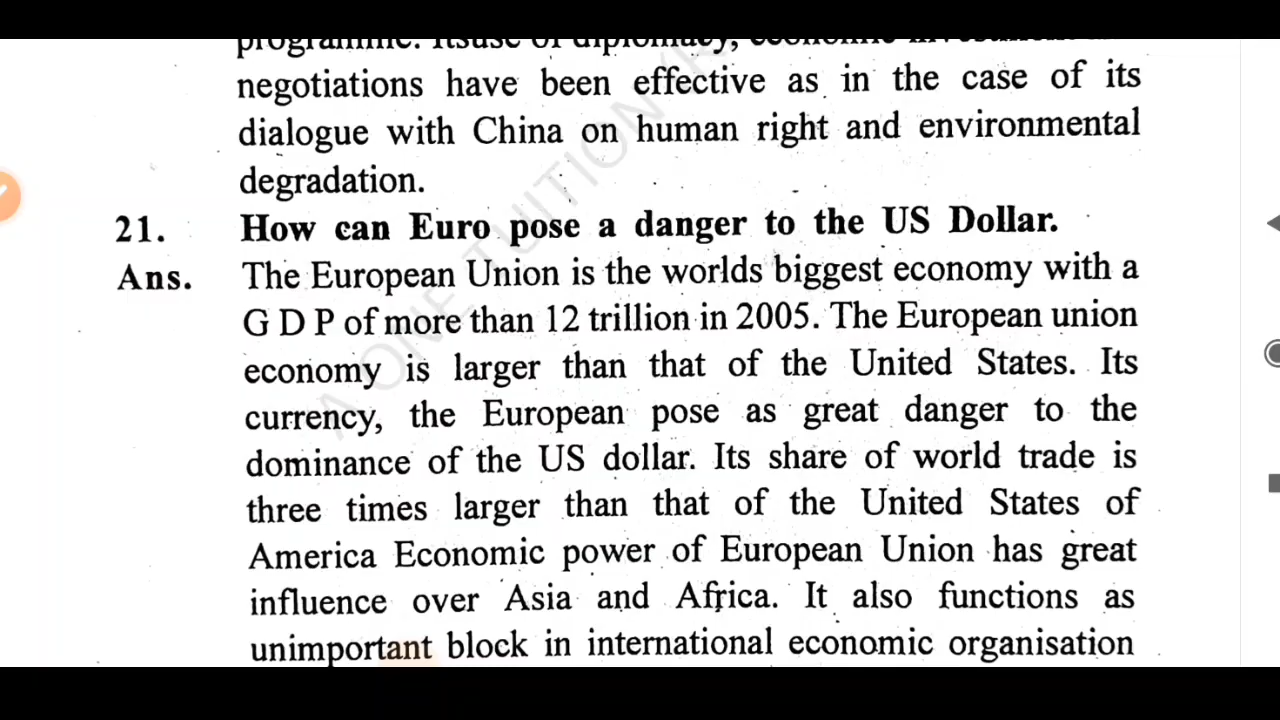 negotiations have been effective as in the case of its
dialogue with China on human right and environmental
degradation.
21. How can Euro pose a danger to the US Dollar.
Ans. The European Union is the worlds biggest economy with a
G D P of more than 12 trillion in 2005. The European union
economy is larger than that of the United States. Its
currency, the European pose as great danger to the
dominance of the US dollar. Its share of world trade is
three times larger than that of the United States of
America Economic power of European Union has great
influence over Asia and Africa. It also functions as
unimportant block in international economic organisation
A ONE TUITION